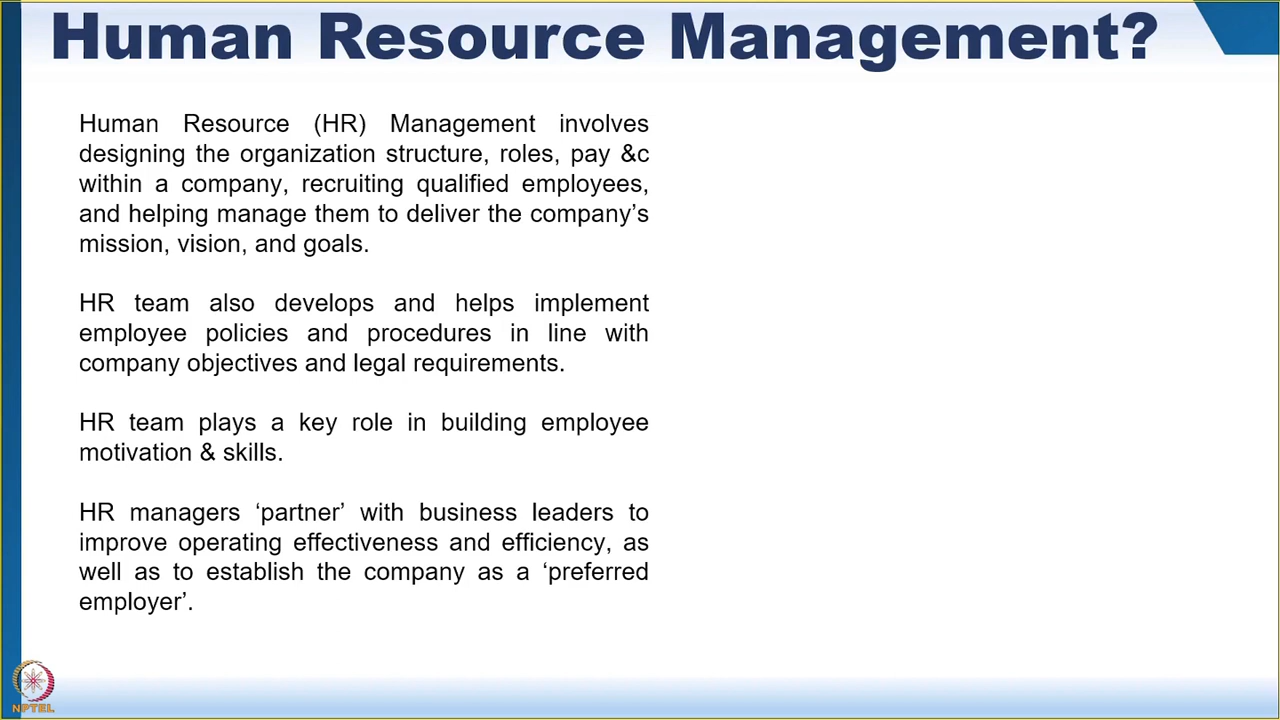 Human Resource Management?
Human Resource (HR) Management involves
designing the organization structure, roles, pay &c
within a company, recruiting qualified employees,
and helping manage them to deliver the company’s
mission, vision, and goals.
HR team also develops and helps implement
employee policies and procedures in line with
company objectives and legal requirements.
HR team plays a key role in building employee
motivation & skills.
HR managers ‘partner’ with business leaders to
improve operating effectiveness and efficiency, as
well as to establish the company as a ‘preferred
employer’.
NPTEL